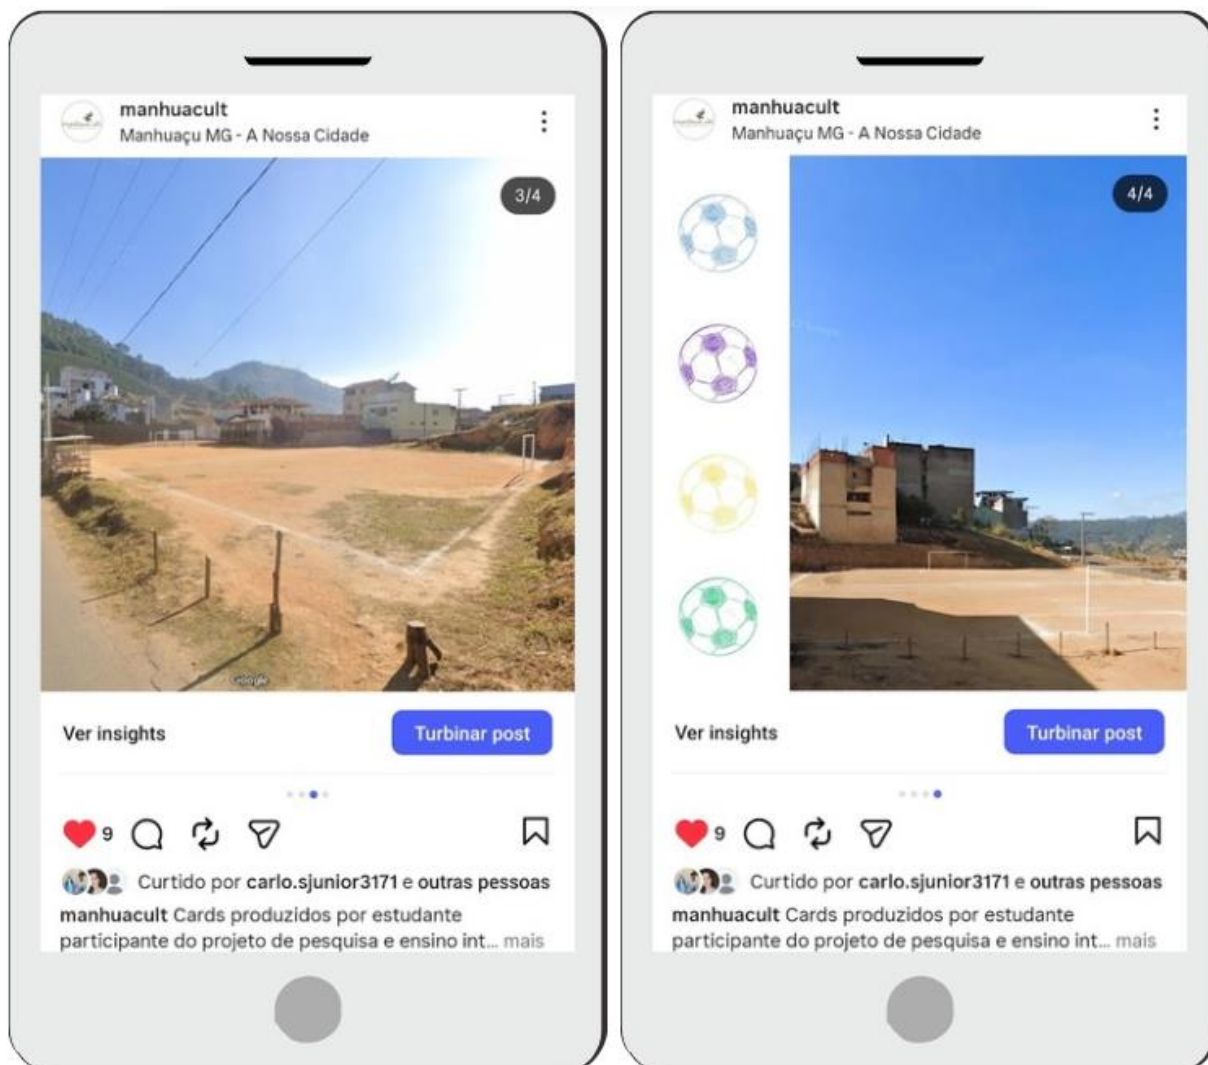 manhuacult
Manhuaçu MG - A Nossa Cidade
3/4
Google
Ver insights
Turbinar post
9
Curtido por carlo.sjunior3171 e outras pessoas
manhuacult Cards produzidos por estudante
participante do projeto de pesquisa e ensino int... mais
manhuacult
Manhuaçu MG - A Nossa Cidade
4/4
Ver insights
Turbinar post
9
Curtido por carlo.sjunior3171 e outras pessoas
manhuacult Cards produzidos por estudante
participante do projeto de pesquisa e ensino int... mais